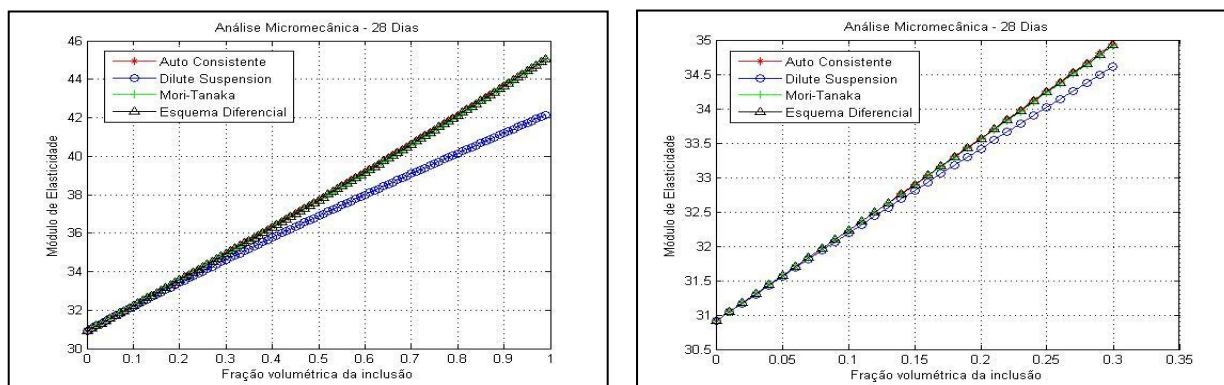 Análise Micromecânica - 28 Dias
Módulo de Elasticidade
46
44
42
40
38
36
34
32
30
Auto Consistente
Dilute Suspension
Mori-Tanaka
Esquema Diferencial
0 0.1 0.2 0.3 0.4 0.5 0.6 0.7 0.8 0.9 1
Fração volumétrica da inclusão
Análise Micromecânica - 28 Dias
Módulo de Elasticidade
35
34.5
34
33.5
33
32.5
32
31.5
31
30.5
Auto Consistente
Dilute Suspension
Mori-Tanaka
Esquema Diferencial
0 0.05 0.1 0.15 0.2 0.25 0.3 0.35
Fração volumétrica da inclusão